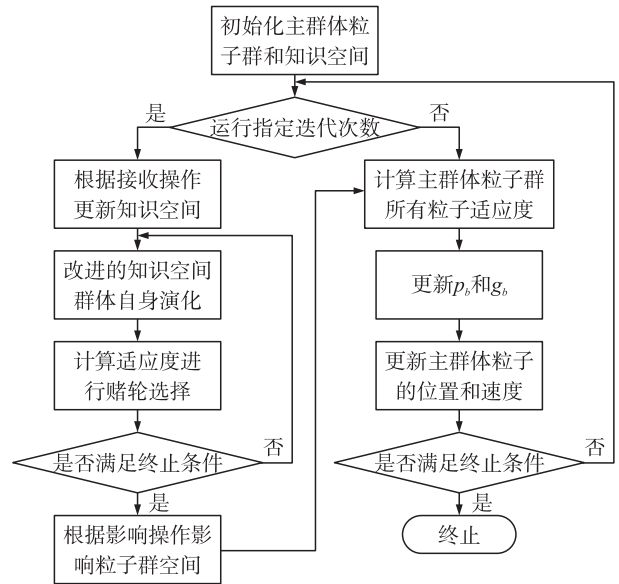 初始化主群体粒
子群和知识空间
运行指定迭代次数
是
否
根据接收操作
更新知识空间
改进的知识空间
群体自身演化
计算适应度进
行赌轮选择
是否满足终止条件
否
是
根据影响操作影
响粒子群空间
计算主群体粒子群
所有粒子适应度
更新p_b和g_b
更新主群体粒子
的位置和速度
是否满足终止条件
否
是
终止